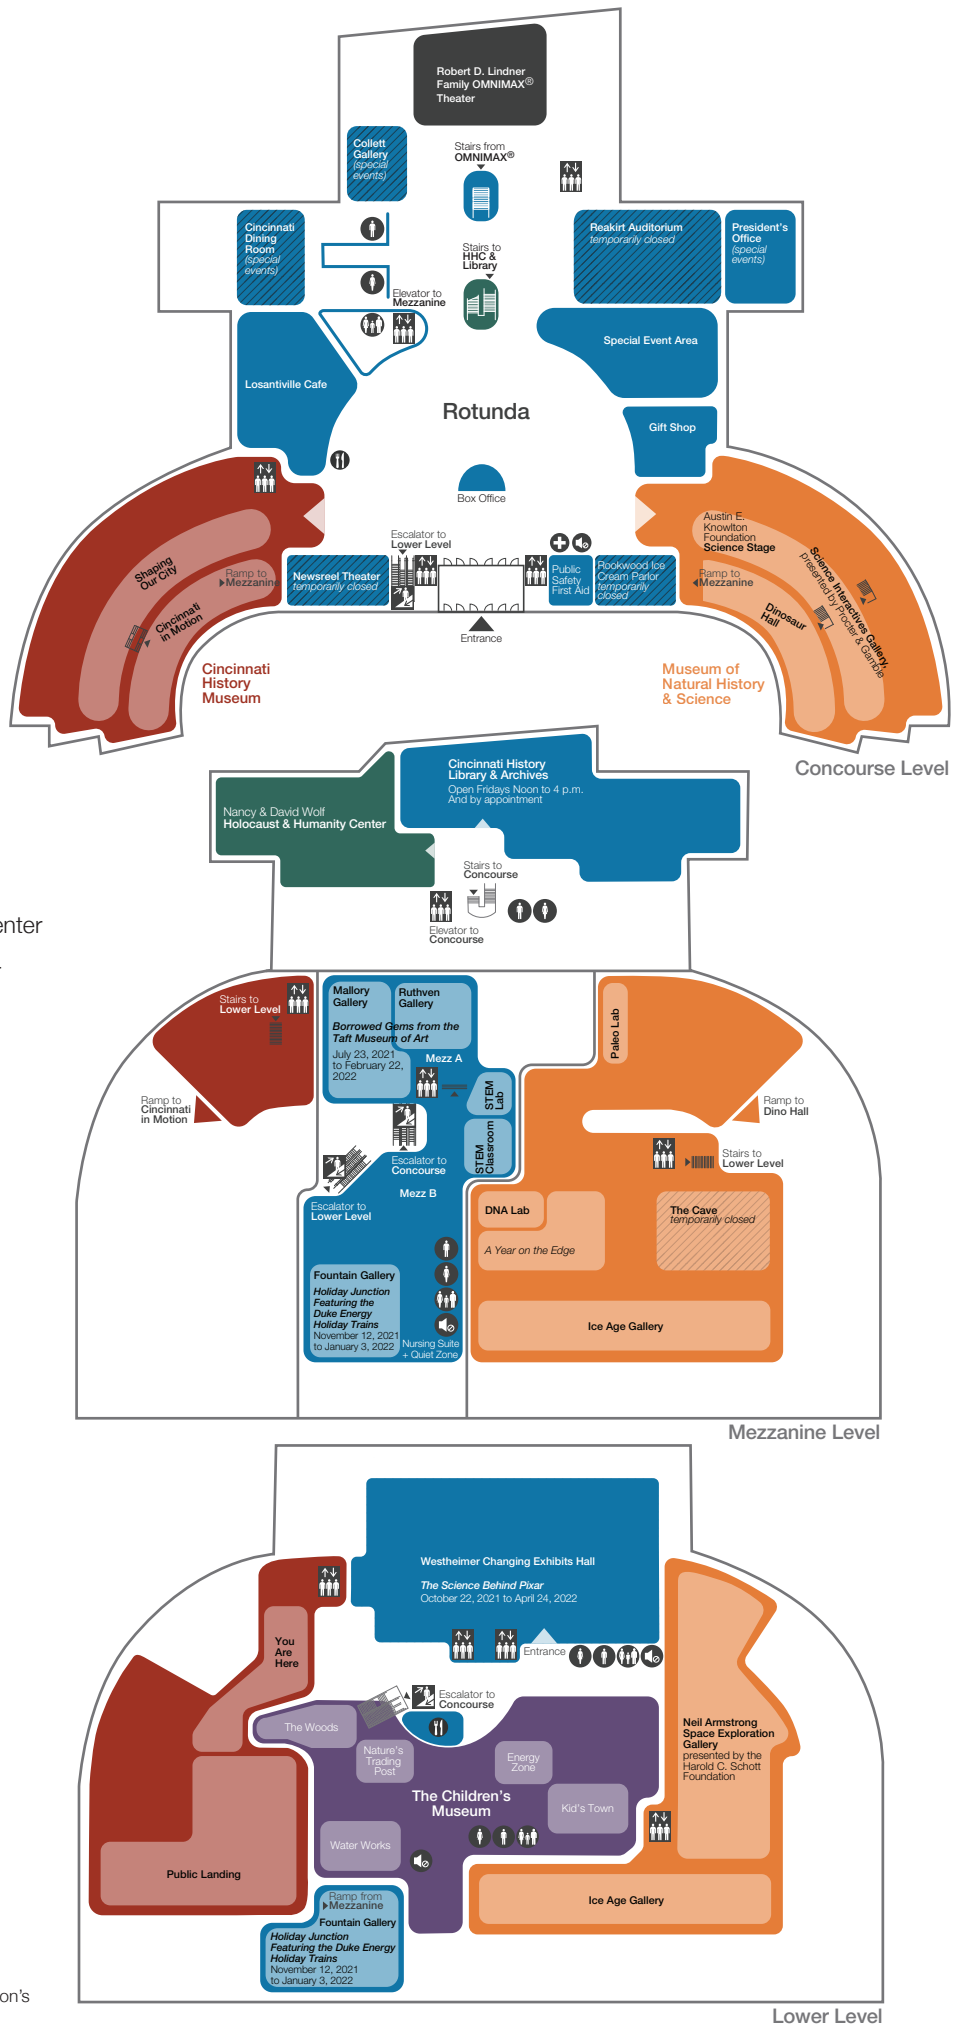 Robert D. Lindner
Family OMNIMAX®
Theater
Collett
Gallery
(special
events)
Stairs from
OMNIMAX®
Cincinnati
Dining
Room
(special
events)
Reakirt Auditorium
temporarily closed
President's
Office
(special
events)
Stairs to
HHC &
Library
Elevator to
Mezzanine
Special Event Area
Losantiville Cafe
Rotunda
Gift Shop
Box Office
Austin E.
Knowlton
Foundation
Science Stage
Escalator to
Lower Level
Shaping
Our City
Ramp to
Mezzanine
Newsreel Theater
temporarily closed
Public
Safety
First Aid
Rookwood Ice
Cream Parlor
temporarily
closed
Ramp to
Mezzanine
Science Interactives Gallery,
presented by Procter & Gamble
Cincinnati
in Motion
Dinosaur
Hall
Entrance
Cincinnati
History
Museum
Museum of
Natural History
& Science
Concourse Level
Cincinnati History
Library & Archives
Open Fridays Noon to 4 p.m.
And by appointment
Nancy & David Wolf
Holocaust & Humanity Center
Stairs to
Concourse
enter
Elevator to
Concourse
Stairs to
Lower Level
Mallory
Gallery
Ruthven
Gallery
Borrowed Gems from the
Taft Museum of Art
July 23, 2021
to February 22,
2022
Mezz A
Paleo Lab
STEM
Lab
Ramp to
Cincinnati
in Motion
Ramp to
Dino Hall
STEM
Classroom
Escalator to
Concourse
Stairs to
Lower Level
Mezz B
Escalator to
Lower Level
DNA Lab
The Cave
temporarily closed
A Year on the Edge
Fountain Gallery
Holiday Junction
Featuring the
Duke Energy
Holiday Trains
November 12, 2021
to January 3, 2022
Nursing Suite
+ Quiet Zone
Ice Age Gallery
Mezzanine Level
Westheimer Changing Exhibits Hall
The Science Behind Pixar
October 22, 2021 to April 24, 2022
You
Are
Here
Entrance
Escalator to
Concourse
The Woods
Nature's
Trading
Post
Energy
Zone
Neil Armstrong
Space Exploration
Gallery
presented by the
Harold C. Schott
Foundation
The Children's
Museum
Kid's Town
Water Works
Public Landing
Ramp from
Mezzanine
Fountain Gallery
Holiday Junction
Featuring the Duke Energy
Holiday Trains
November 12, 2021
to January 3, 2022
Ice Age Gallery
on's
Lower Level